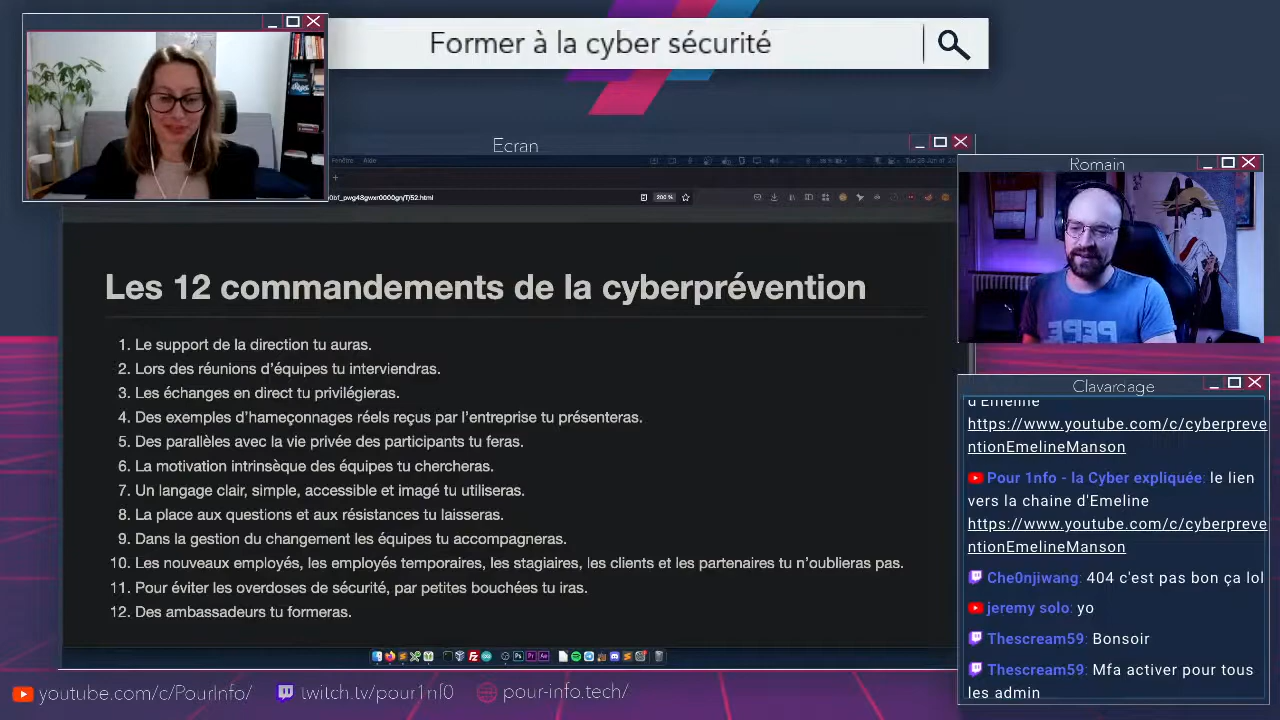 Former à la cyber sécurité
Ecran
Fenêtre Aide
200 %
Les 12 commandements de la cyberprévention
1. Le support de la direction tu auras.
2. Lors des réunions d’équipes tu interviendras.
3. Les échanges en direct tu privilégieras.
4. Des exemples d’hameçonnages réels reçus par l’entreprise tu présenteras.
5. Des parallèles avec la vie privée des participants tu feras.
6. La motivation intrinsèque des équipes tu chercheras.
7. Un langage clair, simple, accessible et imagé tu utiliseras.
8. La place aux questions et aux résistances tu laisseras.
9. Dans la gestion du changement les équipes tu accompagneras.
10. Les nouveaux employés, les employés temporaires, les stagiaires, les clients et les partenaires tu n’oublieras pas.
11. Pour éviter les overdoses de sécurité, par petites bouchées tu iras.
12. Des ambassadeurs tu formeras.
Romain
PEPE
Clavardage
d'Emeline
https://www.youtube.com/c/cyberpreve
ntionEmelineManson
Pour 1nfo - la Cyber expliquée: le lien
vers la chaine d'Emeline
https://www.youtube.com/c/cyberpreve
ntionEmelineManson
Che0njiwang: 404 c'est pas bon ça lol
jeremy solo: yo
Thescream59: Bonsoir
Thescream59: Mfa activer pour tous
les admin
youtube.com/c/PourInfo/
twitch.tv/pour1nf0
pour-info.tech/